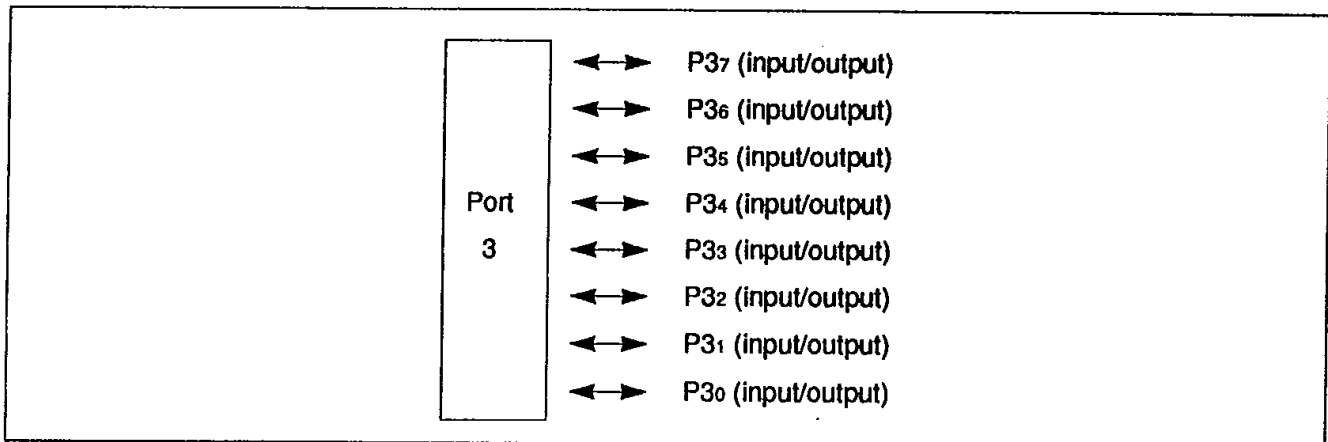 P3₇ (input/output)
P3₆ (input/output)
P3₅ (input/output)
Port
P3₄ (input/output)
3
P3₃ (input/output)
P3₂ (input/output)
P3₁ (input/output)
P3₀ (input/output)